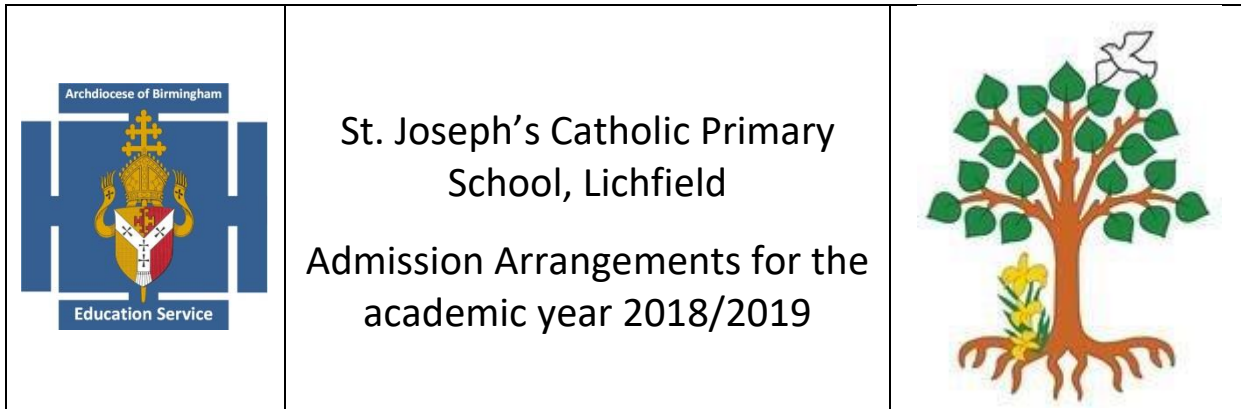 Archdiocese of Birmingham
Education Service
St. Joseph’s Catholic Primary
School, Lichfield
Admission Arrangements for the
academic year 2018/2019